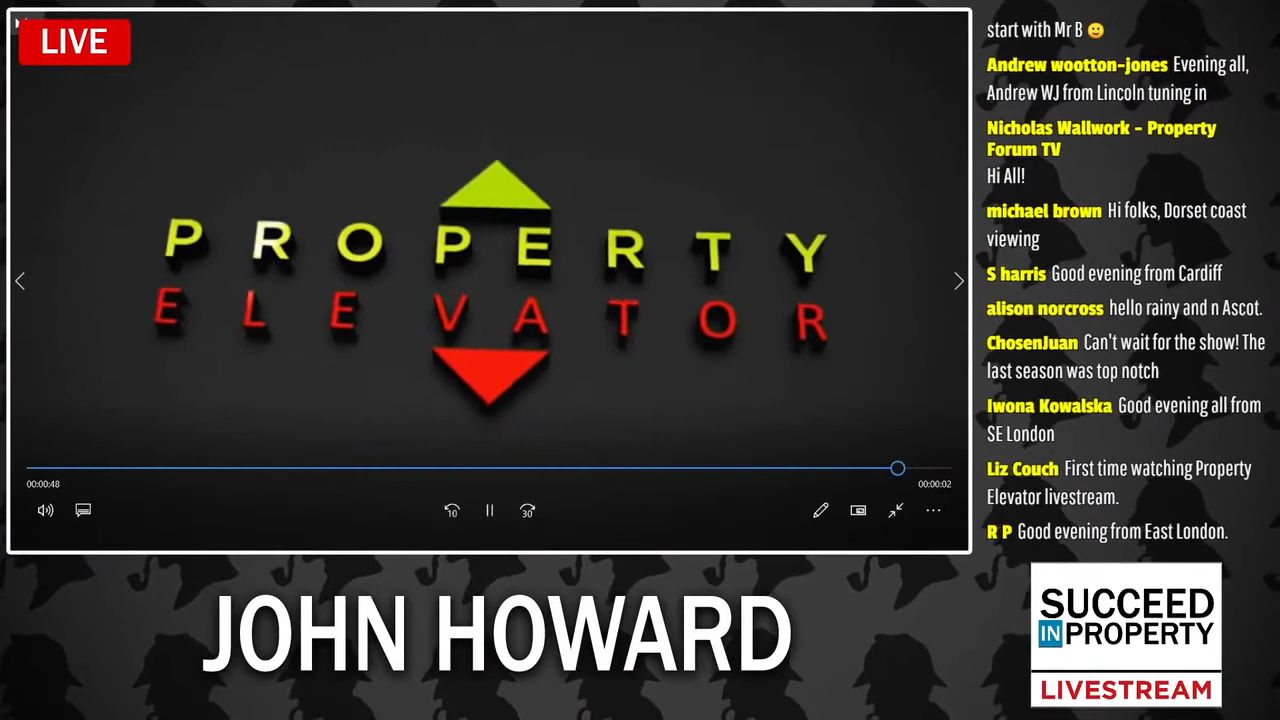 LIVE
PROPERTY
ELEVATOR
00:00:48
00:00:02
10
30
start with Mr B 🙂
Andrew wootton-jones Evening all,
Andrew WJ from Lincoln tuning in
Nicholas Wallwork - Property
Forum TV
Hi All!
michael brown Hi folks, Dorset coast
viewing
S harris Good evening from Cardiff
alison norcross hello rainy and n Ascot.
ChosenJuan Can't wait for the show! The
last season was top notch
Iwona Kowalska Good evening all from
SE London
Liz Couch First time watching Property
Elevator livestream.
R P Good evening from East London.
JOHN HOWARD
SUCCEED
IN PROPERTY
LIVESTREAM